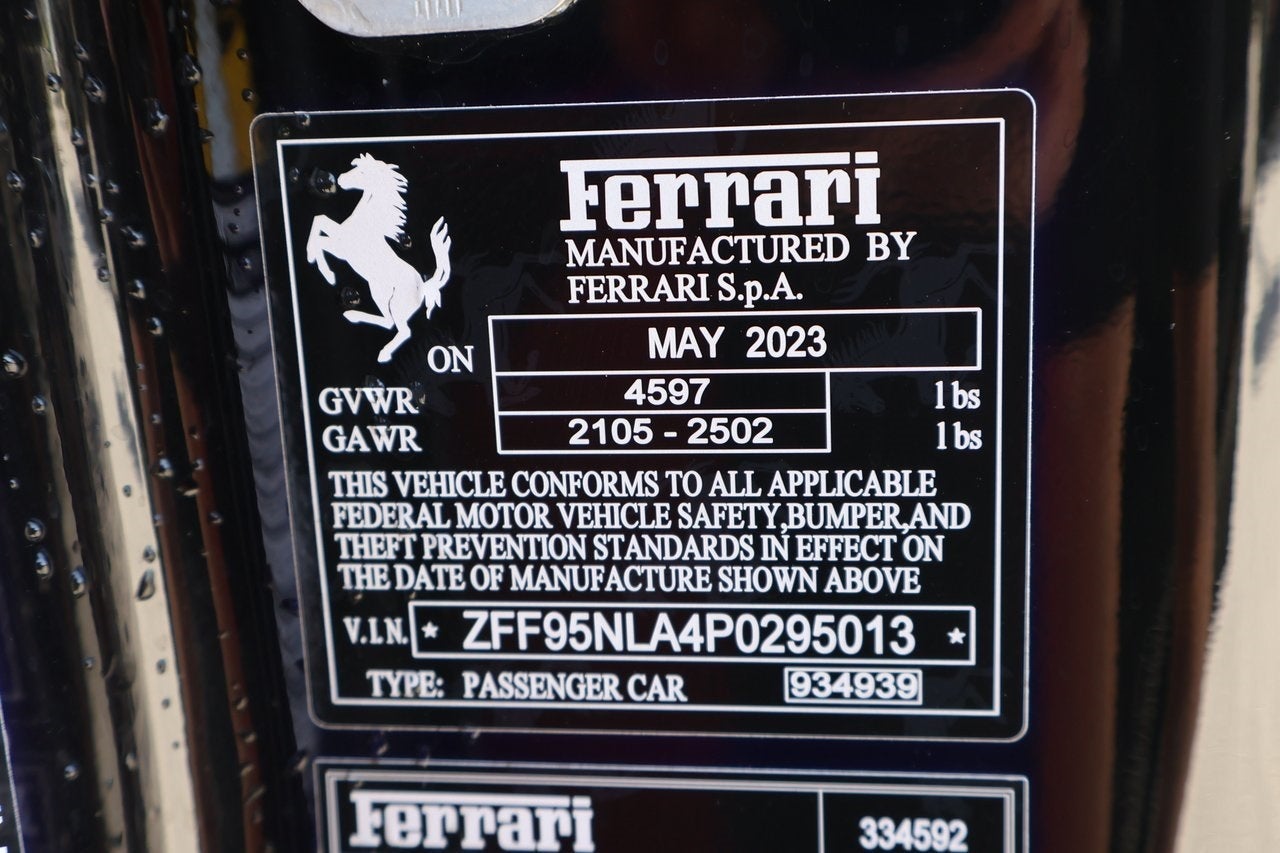 Ferrari
MANUFACTURED BY
FERRARI S.p.A.
ON MAY 2023
GVWR 4597 lbs
GAWR 2105 - 2502 lbs
THIS VEHICLE CONFORMS TO ALL APPLICABLE
FEDERAL MOTOR VEHICLE SAFETY,BUMPER,AND
THEFT PREVENTION STANDARDS IN EFFECT ON
THE DATE OF MANUFACTURE SHOWN ABOVE
V.I.N. * ZFF95NLA4P0295013 *
TYPE: PASSENGER CAR 934939
Ferrari 334592